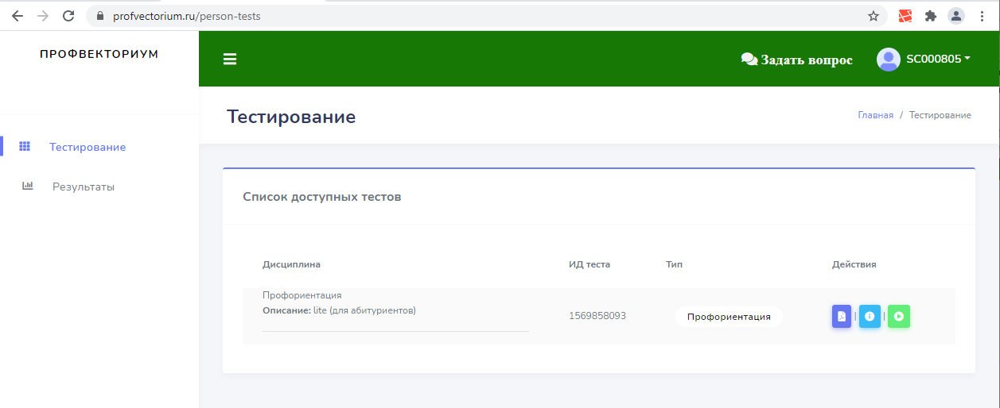 profvectorium.ru/person-tests
ПРОФВЕКТОРИУМ
Задать вопрос
SC000805
Тестирование
Главная / Тестирование
Тестирование
Результаты
Список доступных тестов
Дисциплина ИД теста Тип Действия
Профориентация
Описание: lite (для абитуриентов)
1569858093 Профориентация | |